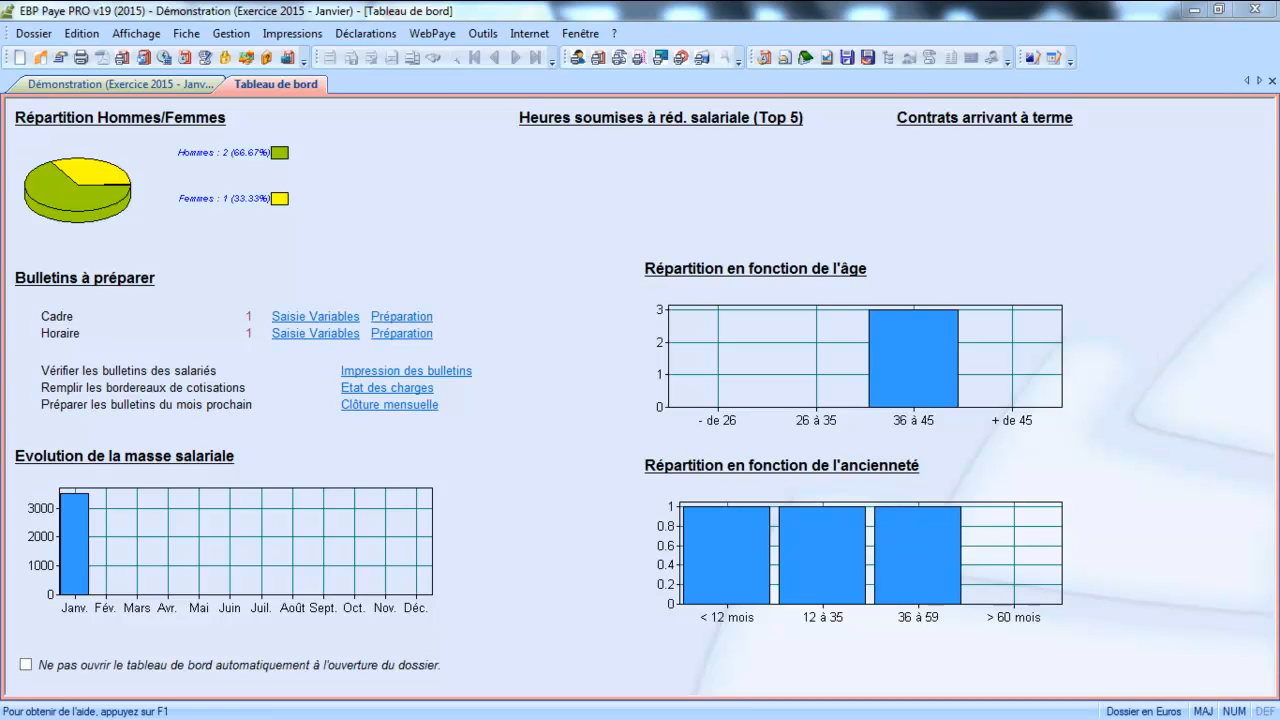 EBP Paye PRO v19 (2015) - Démonstration (Exercice 2015 - Janvier) - [Tableau de bord]
Dossier Edition Affichage Fiche Gestion Impressions Déclarations WebPaye Outils Internet Fenêtre ?
Démonstration (Exercice 2015 - Janv... Tableau de bord
Répartition Hommes/Femmes
Hommes : 2 (66.67%)
Femmes : 1 (33.33%)
Heures soumises à réd. salariale (Top 5)
Contrats arrivant à terme
Bulletins à préparer
Cadre 1 Saisie Variables Préparation
Horaire 1 Saisie Variables Préparation
Vérifier les bulletins des salariés Impression des bulletins
Remplir les bordereaux de cotisations Etat des charges
Préparer les bulletins du mois prochain Clôture mensuelle
Répartition en fonction de l'âge
3
2
1
0
- de 26 26 à 35 36 à 45 + de 45
Evolution de la masse salariale
3000
2000
1000
0
Janv. Fév. Mars Avr. Mai Juin Juil. Août Sept. Oct. Nov. Déc.
Répartition en fonction de l'ancienneté
1
0.8
0.6
0.4
0.2
0
< 12 mois 12 à 35 36 à 59 > 60 mois
Ne pas ouvrir le tableau de bord automatiquement à l'ouverture du dossier.
Pour obtenir de l'aide, appuyez sur F1 Dossier en Euros MAJ NUM DEF